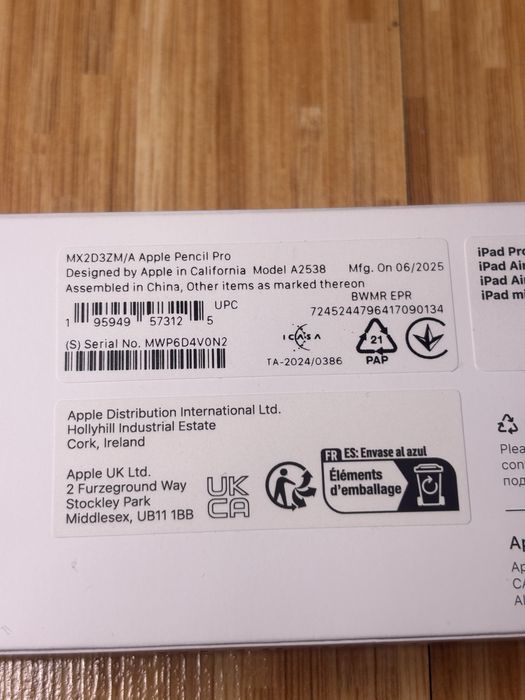 MX2D3ZM/A Apple Pencil Pro
Designed by Apple in California Model A2538 Mfg. On 06/2025
Assembled in China, Other items as marked thereon
1 95949 57312 5 UPC
BWMR EPR
7245244796417090134
(S) Serial No. MWP6D4V0N2
ICASA
TA-2024/0386
21
PAP
Apple Distribution International Ltd.
Hollyhill Industrial Estate
Cork, Ireland
Apple UK Ltd.
2 Furzeground Way
Stockley Park
Middlesex, UB11 1BB
UK
CA
FR ES: Envase al azul
Éléments
d'emballage
iPad Pro
iPad Air
iPad Ai
iPad mi
Plea
con
под
Ap
Ap
CA
Al